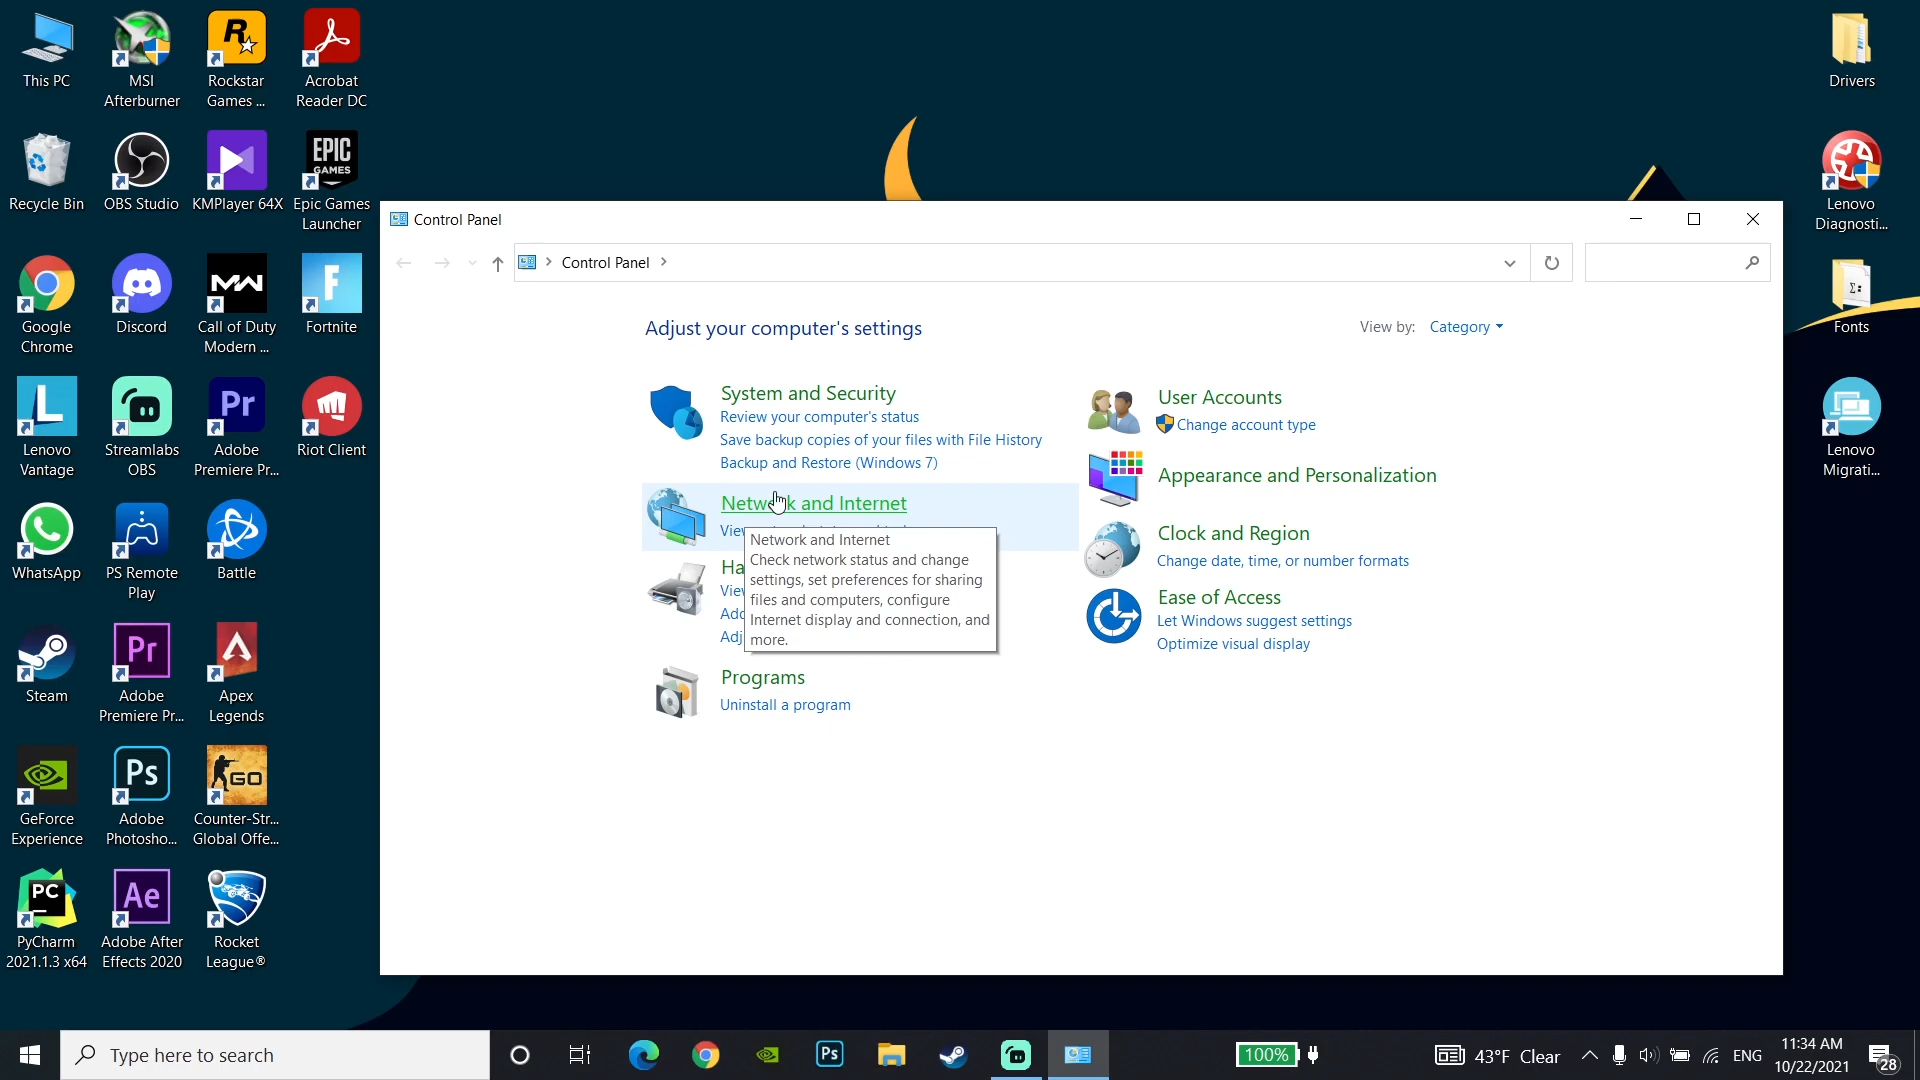 This PC
MSI
Afterburner
Rockstar
Games ...
Acrobat
Reader DC
Drivers
Recycle Bin
OBS Studio
KMPlayer 64X
EPIC
GAMES
Epic Games
Launcher
Lenovo
Diagnosti...
Google
Chrome
Discord
Call of Duty
Modern ...
Fortnite
Fonts
Lenovo
Vantage
Streamlabs
OBS
Pr
Adobe
Premiere Pr...
Riot Client
Lenovo
Migrati...
WhatsApp
PS Remote
Play
Battle
Steam
Pr
Adobe
Premiere Pr...
Apex
Legends
GeForce
Experience
Ps
Adobe
Photosho...
GO
Counter-Str...
Global Offe...
PC
PyCharm
2021.1.3 x64
Ae
Adobe After
Effects 2020
Rocket
League®
Control Panel
Control Panel
Adjust your computer's settings
View by: Category
System and Security
Review your computer's status
Save backup copies of your files with File History
Backup and Restore (Windows 7)
Network and Internet
Network and Internet
Check network status and change
settings, set preferences for sharing
files and computers, configure
Internet display and connection, and
more.
Programs
Uninstall a program
User Accounts
Change account type
Appearance and Personalization
Clock and Region
Change date, time, or number formats
Ease of Access
Let Windows suggest settings
Optimize visual display
Type here to search
Ps
100%
43°F Clear
ENG
11:34 AM
10/22/2021
28